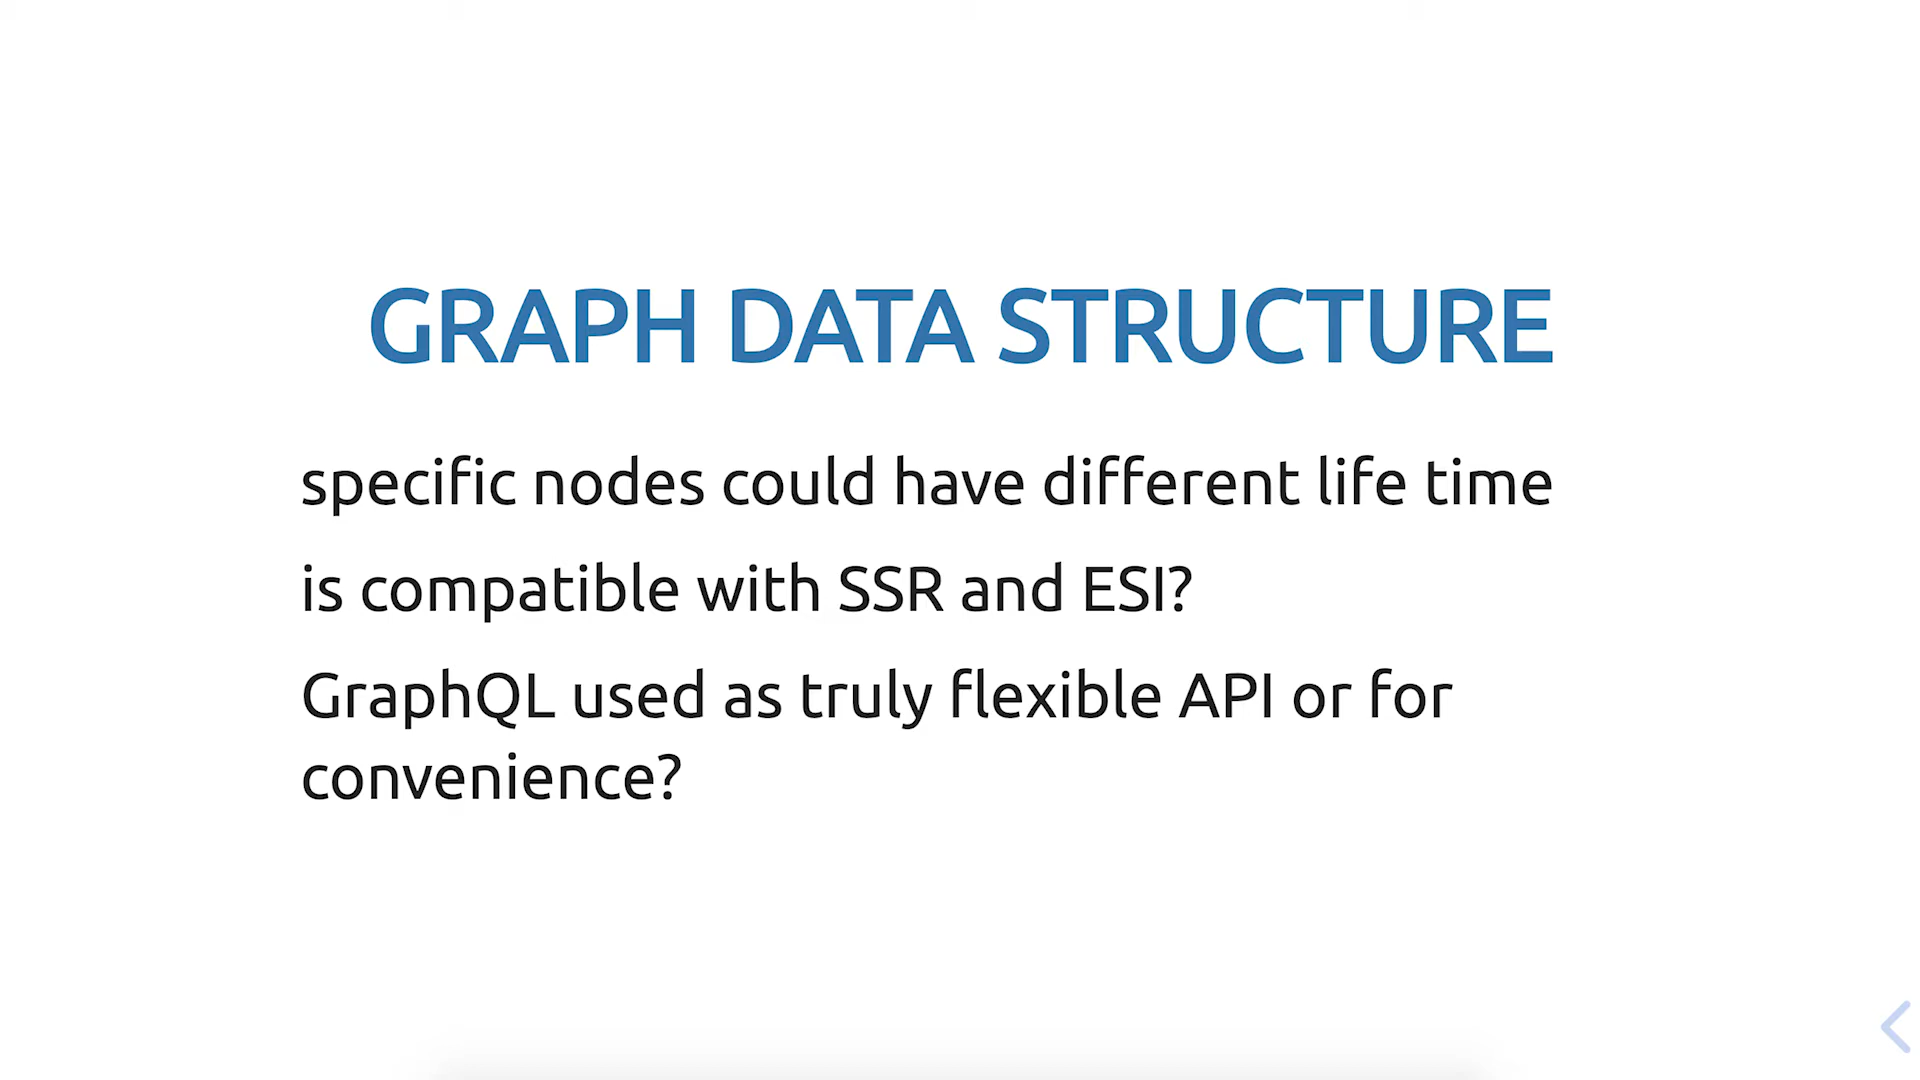 GRAPH DATA STRUCTURE
specific nodes could have different life time
is compatible with SSR and ESI?
GraphQL used as truly flexible API or for
convenience?